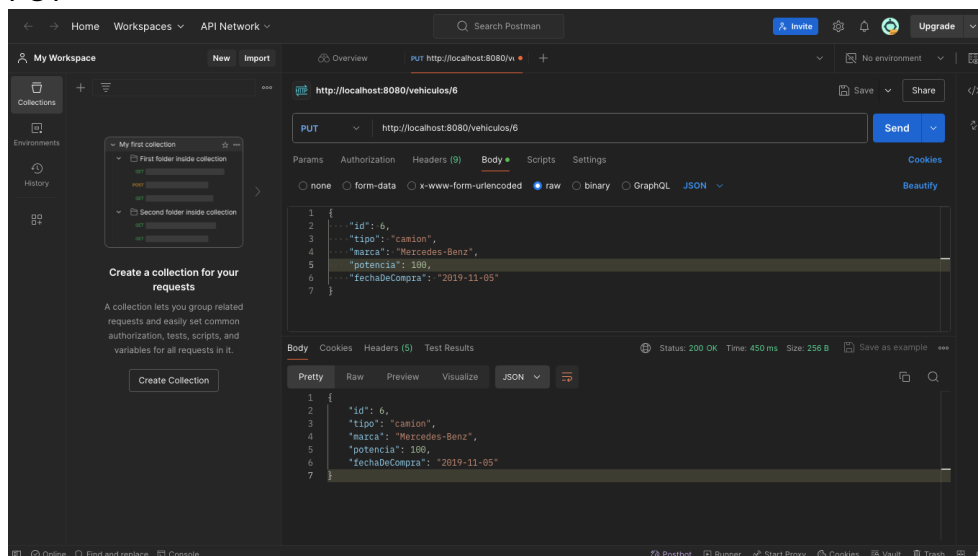 Home Workspaces API Network Search Postman Invite Upgrade
My Workspace New Import Overview PUT http://localhost:8080/ve No environment
Collections
Environments
History
My first collection
First folder inside collection
GET
POST
GET
Second folder inside collection
GET
GET
Create a collection for your
requests
A collection lets you group related
requests and easily set common
authorization, tests, scripts, and
variables for all requests in it.
Create Collection
HTTP http://localhost:8080/vehiculos/6 Save Share
PUT http://localhost:8080/vehiculos/6 Send
Params Authorization Headers (9) Body Scripts Settings Cookies
none form-data x-www-form-urlencoded raw binary GraphQL JSON Beautify
1 {
2 "id": 6,
3 "tipo": "camion",
4 "marca": "Mercedes-Benz",
5 "potencia": 100,
6 "fechaDeCompra": "2019-11-05"
7 }
Body Cookies Headers (5) Test Results Status: 200 OK Time: 450 ms Size: 256 B Save as example
Pretty Raw Preview Visualize JSON
1 {
2 "id": 6,
3 "tipo": "camion",
4 "marca": "Mercedes-Benz",
5 "potencia": 100,
6 "fechaDeCompra": "2019-11-05"
7 }
Online Find and replace Console Postbot Runner Start Proxy Cookies Vault Trash